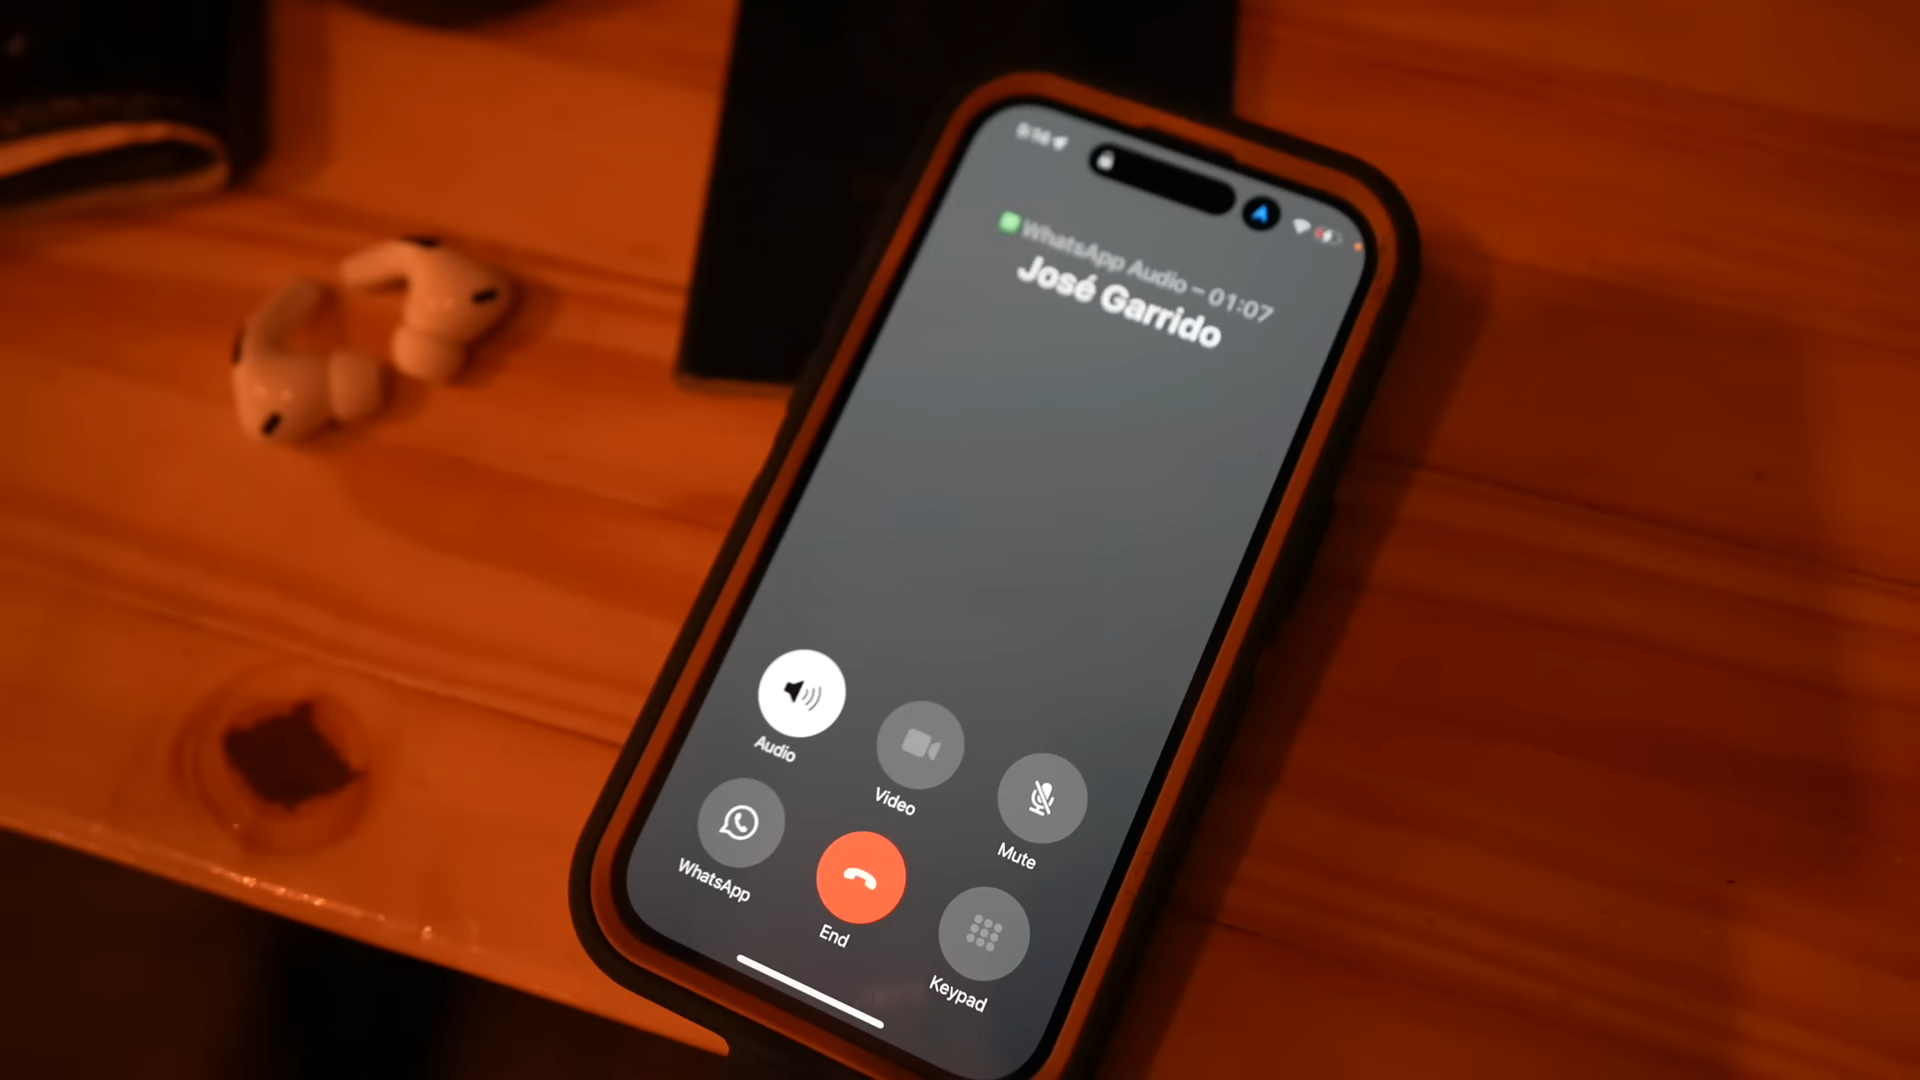 WhatsApp Audio – 01:07
José Garrido
Audio
Video
Mute
WhatsApp
End
Keypad